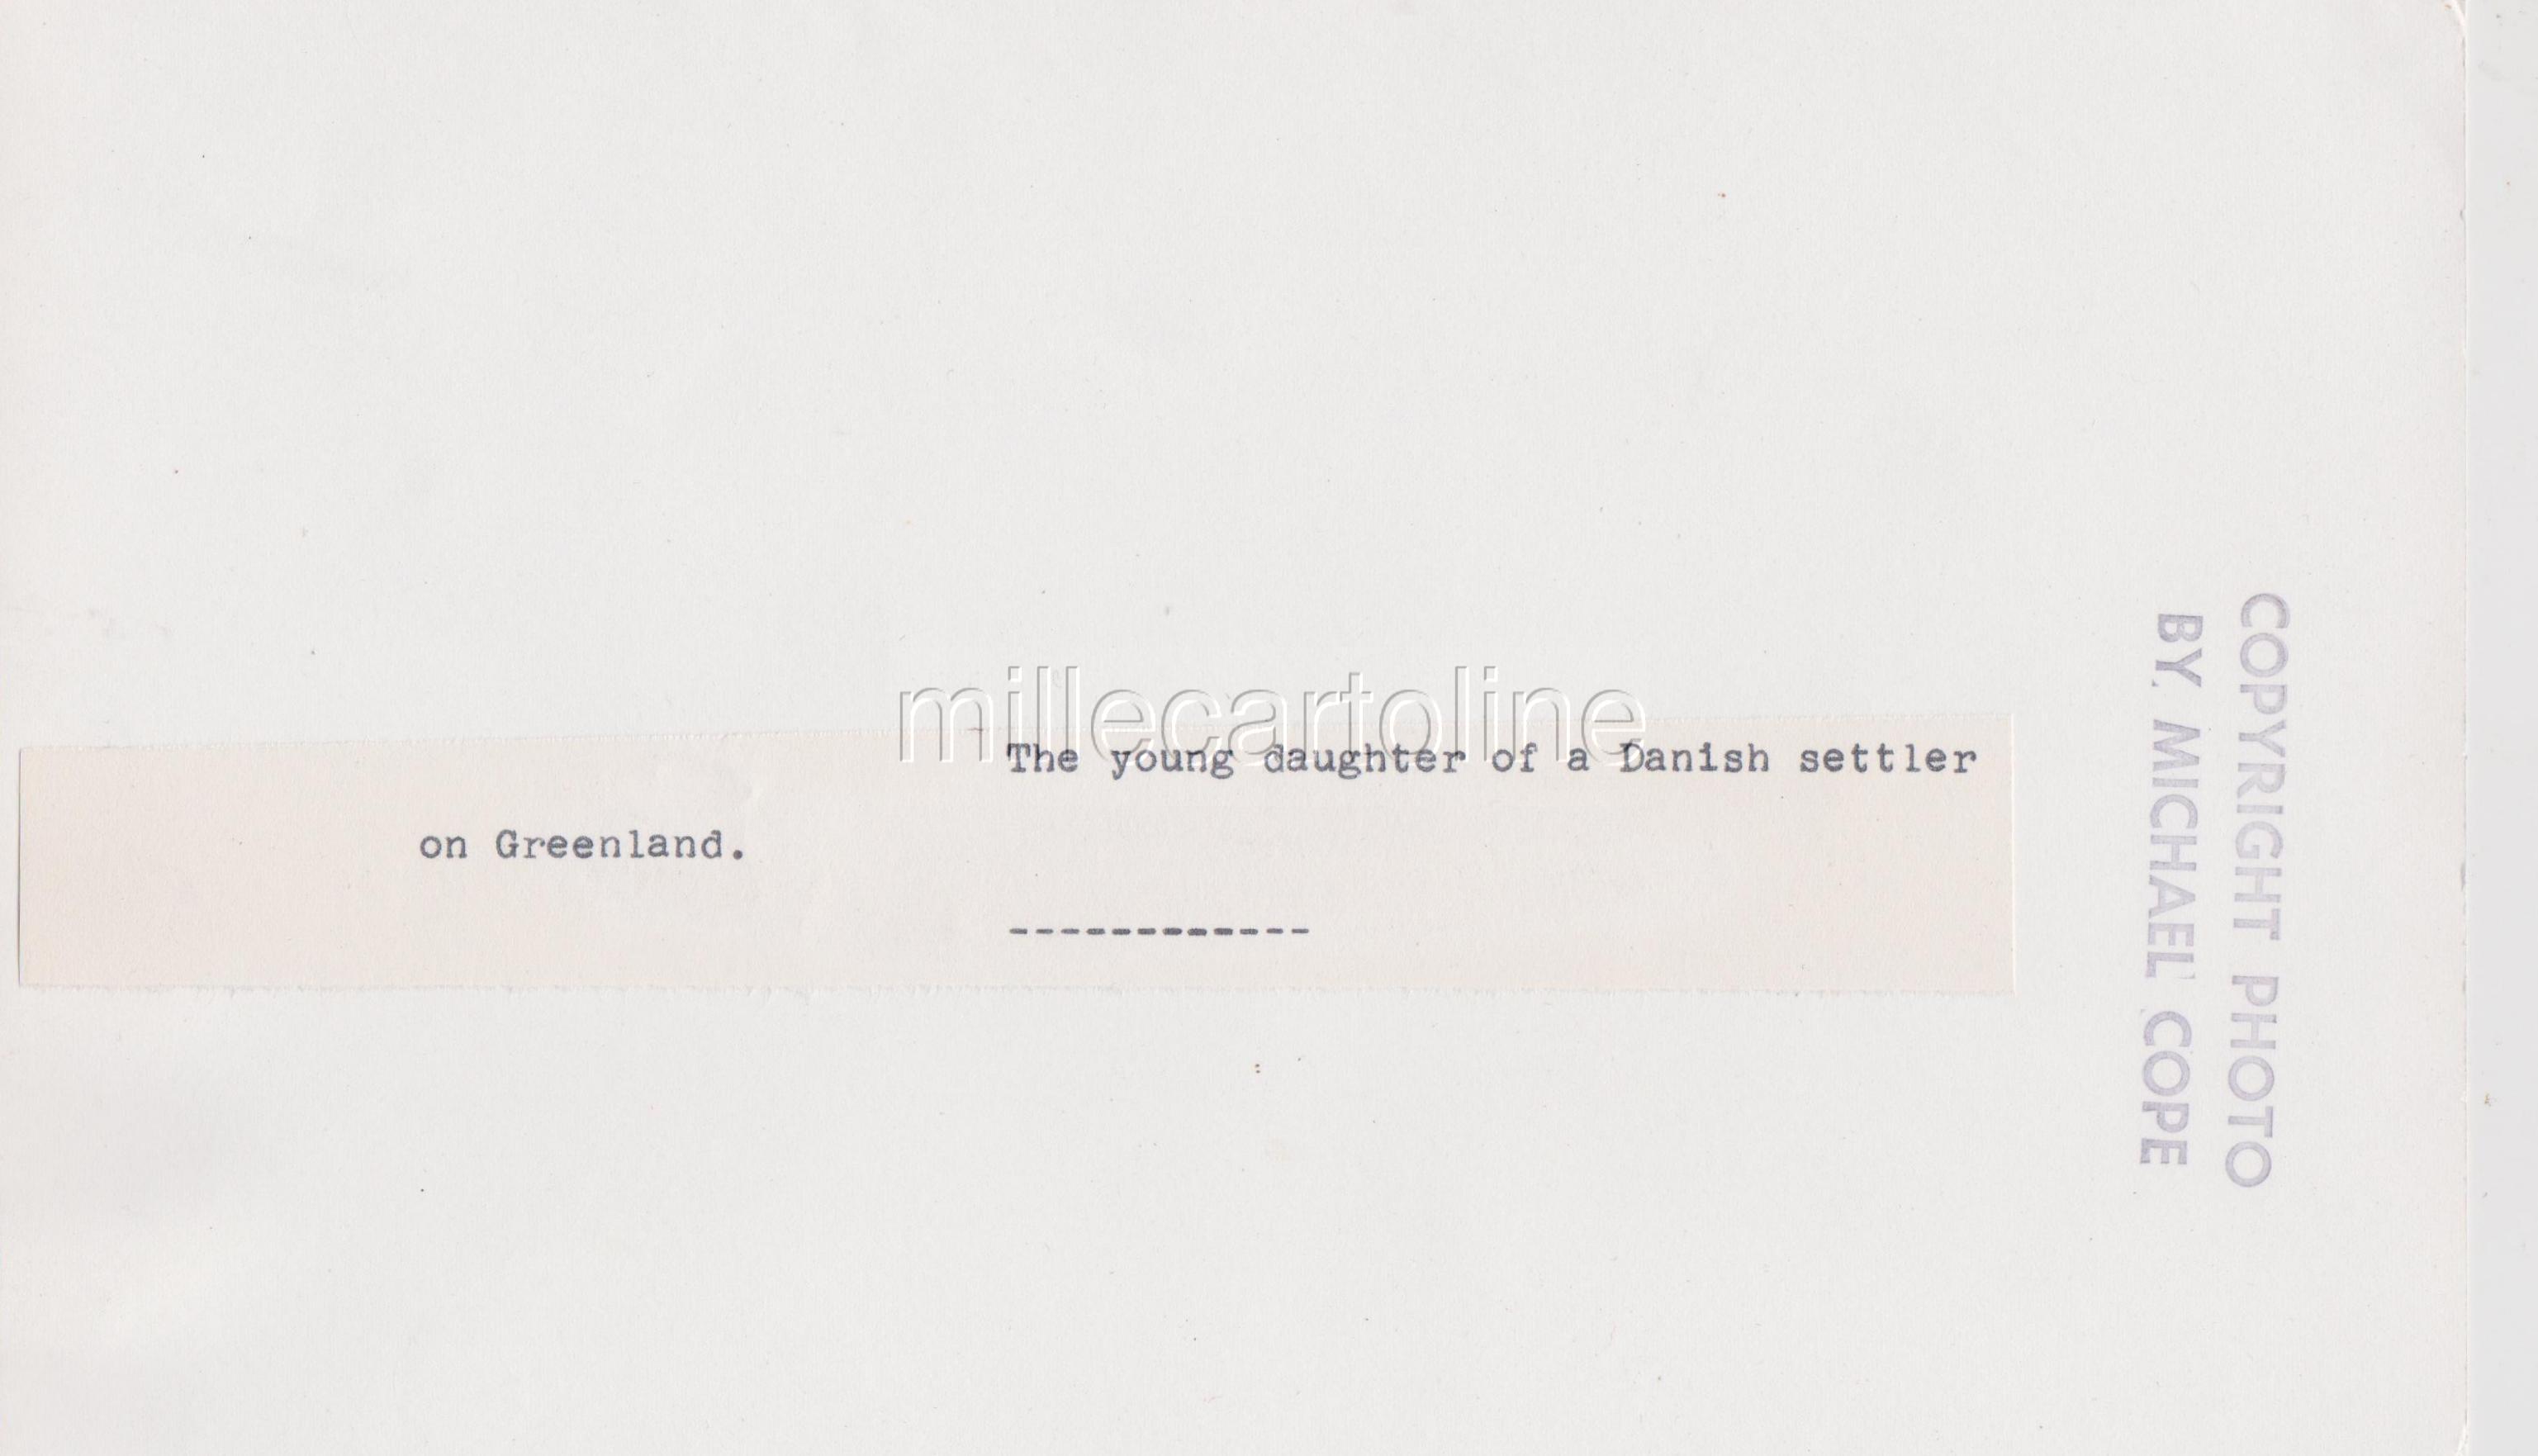 millecartoline
The young daughter of a Danish settler
on Greenland.
------------
COPYRIGHT PHOTO
BY MICHAEL COPE